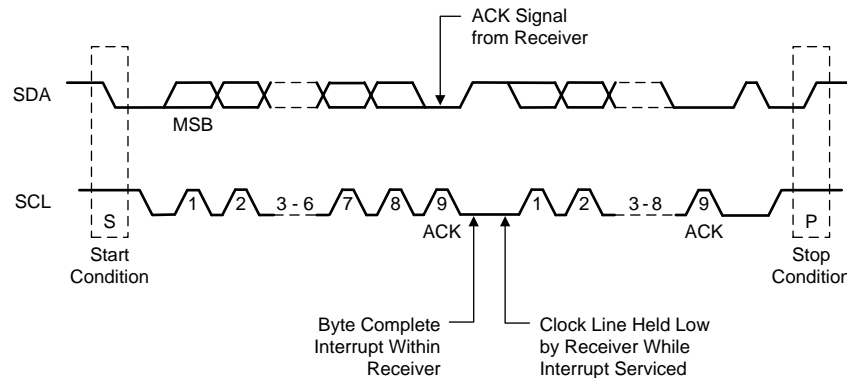 ACK Signal
from Receiver
SDA
MSB
SCL
1
2
3 - 6
7
8
9
1
2
3 - 8
9
S
ACK
ACK
P
Start
Condition
Stop
Condition
Byte Complete
Interrupt Within
Receiver
Clock Line Held Low
by Receiver While
Interrupt Serviced